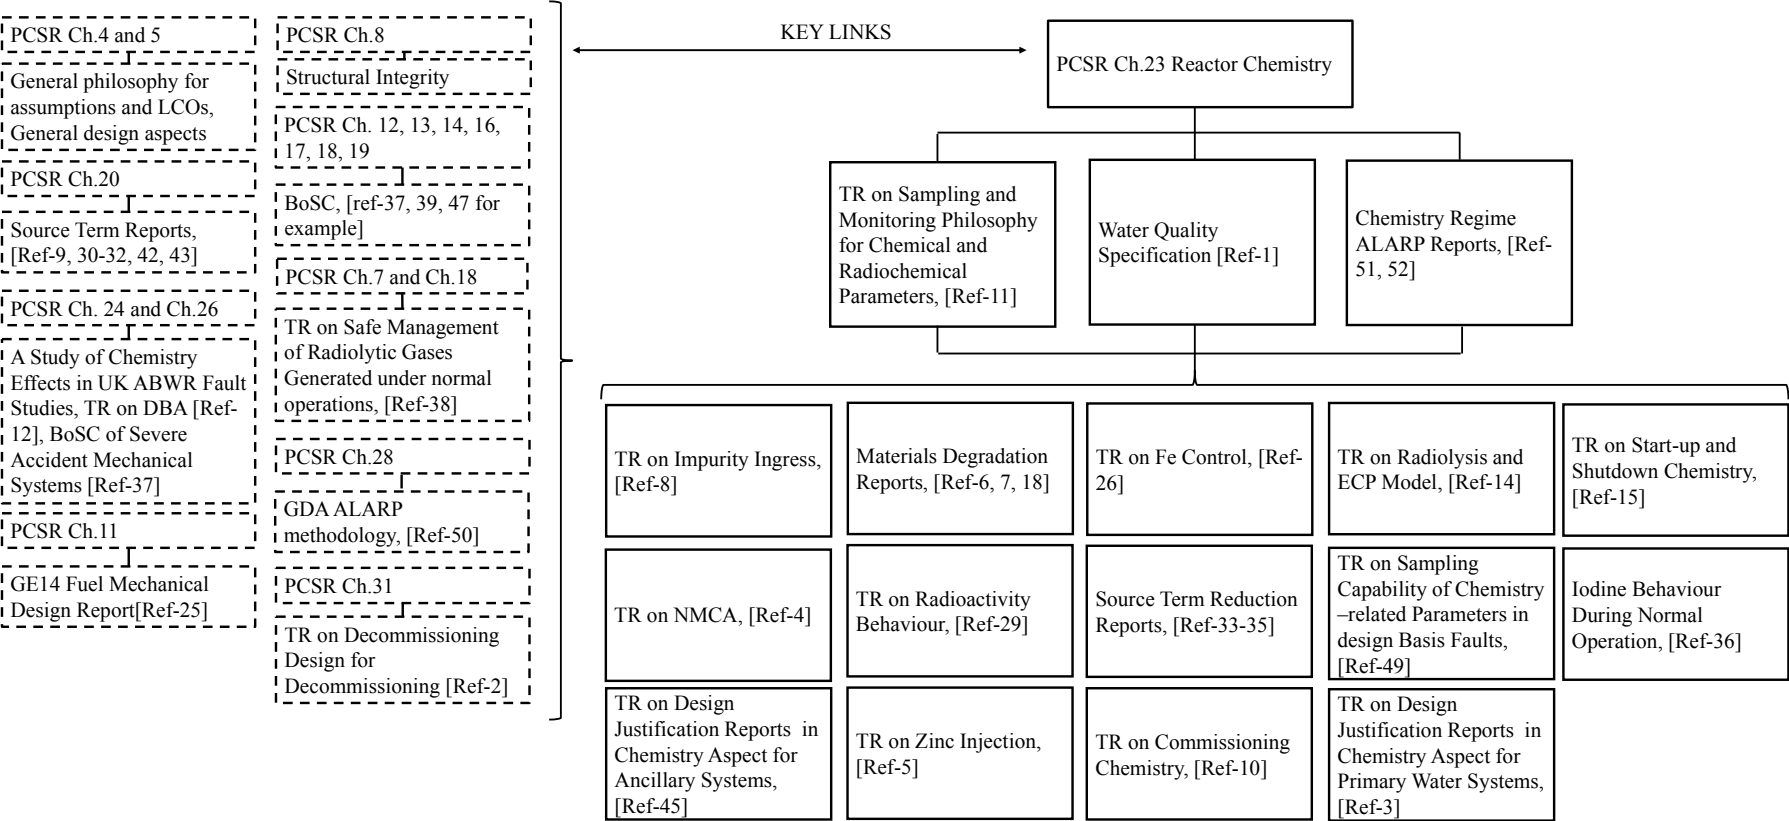 PCSR Ch.4 and 5
General philosophy for
assumptions and LCOs,
General design aspects
PCSR Ch.20
Source Term Reports,
[Ref-9, 30-32, 42, 43]
PCSR Ch. 24 and Ch.26
A Study of Chemistry
Effects in UK ABWR Fault
Studies, TR on DBA [Ref-
12], BoSC of Severe
Accident Mechanical
Systems [Ref-37]
PCSR Ch.11
GE14 Fuel Mechanical
Design Report[Ref-25]
PCSR Ch.8
Structural Integrity
PCSR Ch. 12, 13, 14, 16,
17, 18, 19
BoSC, [ref-37, 39, 47 for
example]
PCSR Ch.7 and Ch.18
TR on Safe Management
of Radiolytic Gases
Generated under normal
operations, [Ref-38]
PCSR Ch.28
GDA ALARP
methodology, [Ref-50]
PCSR Ch.31
TR on Decommissioning
Design for
Decommissioning [Ref-2]
KEY LINKS
PCSR Ch.23 Reactor Chemistry
TR on Sampling and
Monitoring Philosophy
for Chemical and
Radiochemical
Parameters, [Ref-11]
Water Quality
Specification [Ref-1]
Chemistry Regime
ALARP Reports, [Ref-
51, 52]
TR on Impurity Ingress,
[Ref-8]
Materials Degradation
Reports, [Ref-6, 7, 18]
TR on Fe Control, [Ref-
26]
TR on Radiolysis and
ECP Model, [Ref-14]
TR on Start-up and
Shutdown Chemistry,
[Ref-15]
TR on NMCA, [Ref-4]
TR on Radioactivity
Behaviour, [Ref-29]
Source Term Reduction
Reports, [Ref-33-35]
TR on Sampling
Capability of Chemistry
–related Parameters in
design Basis Faults,
[Ref-49]
Iodine Behaviour
During Normal
Operation, [Ref-36]
TR on Design
Justification Reports in
Chemistry Aspect for
Ancillary Systems,
[Ref-45]
TR on Zinc Injection,
[Ref-5]
TR on Commissioning
Chemistry, [Ref-10]
TR on Design
Justification Reports in
Chemistry Aspect for
Primary Water Systems,
[Ref-3]